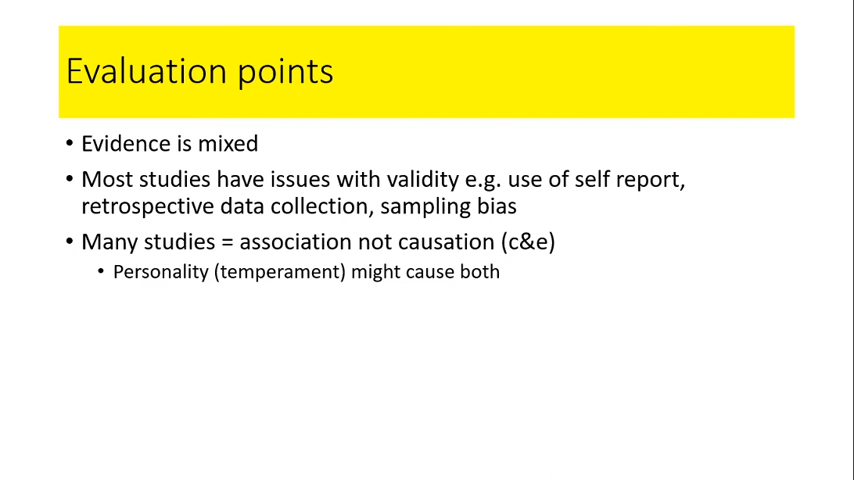 Evaluation points
• Evidence is mixed
• Most studies have issues with validity e.g. use of self report,
retrospective data collection, sampling bias
• Many studies = association not causation (c&e)
• Personality (temperament) might cause both